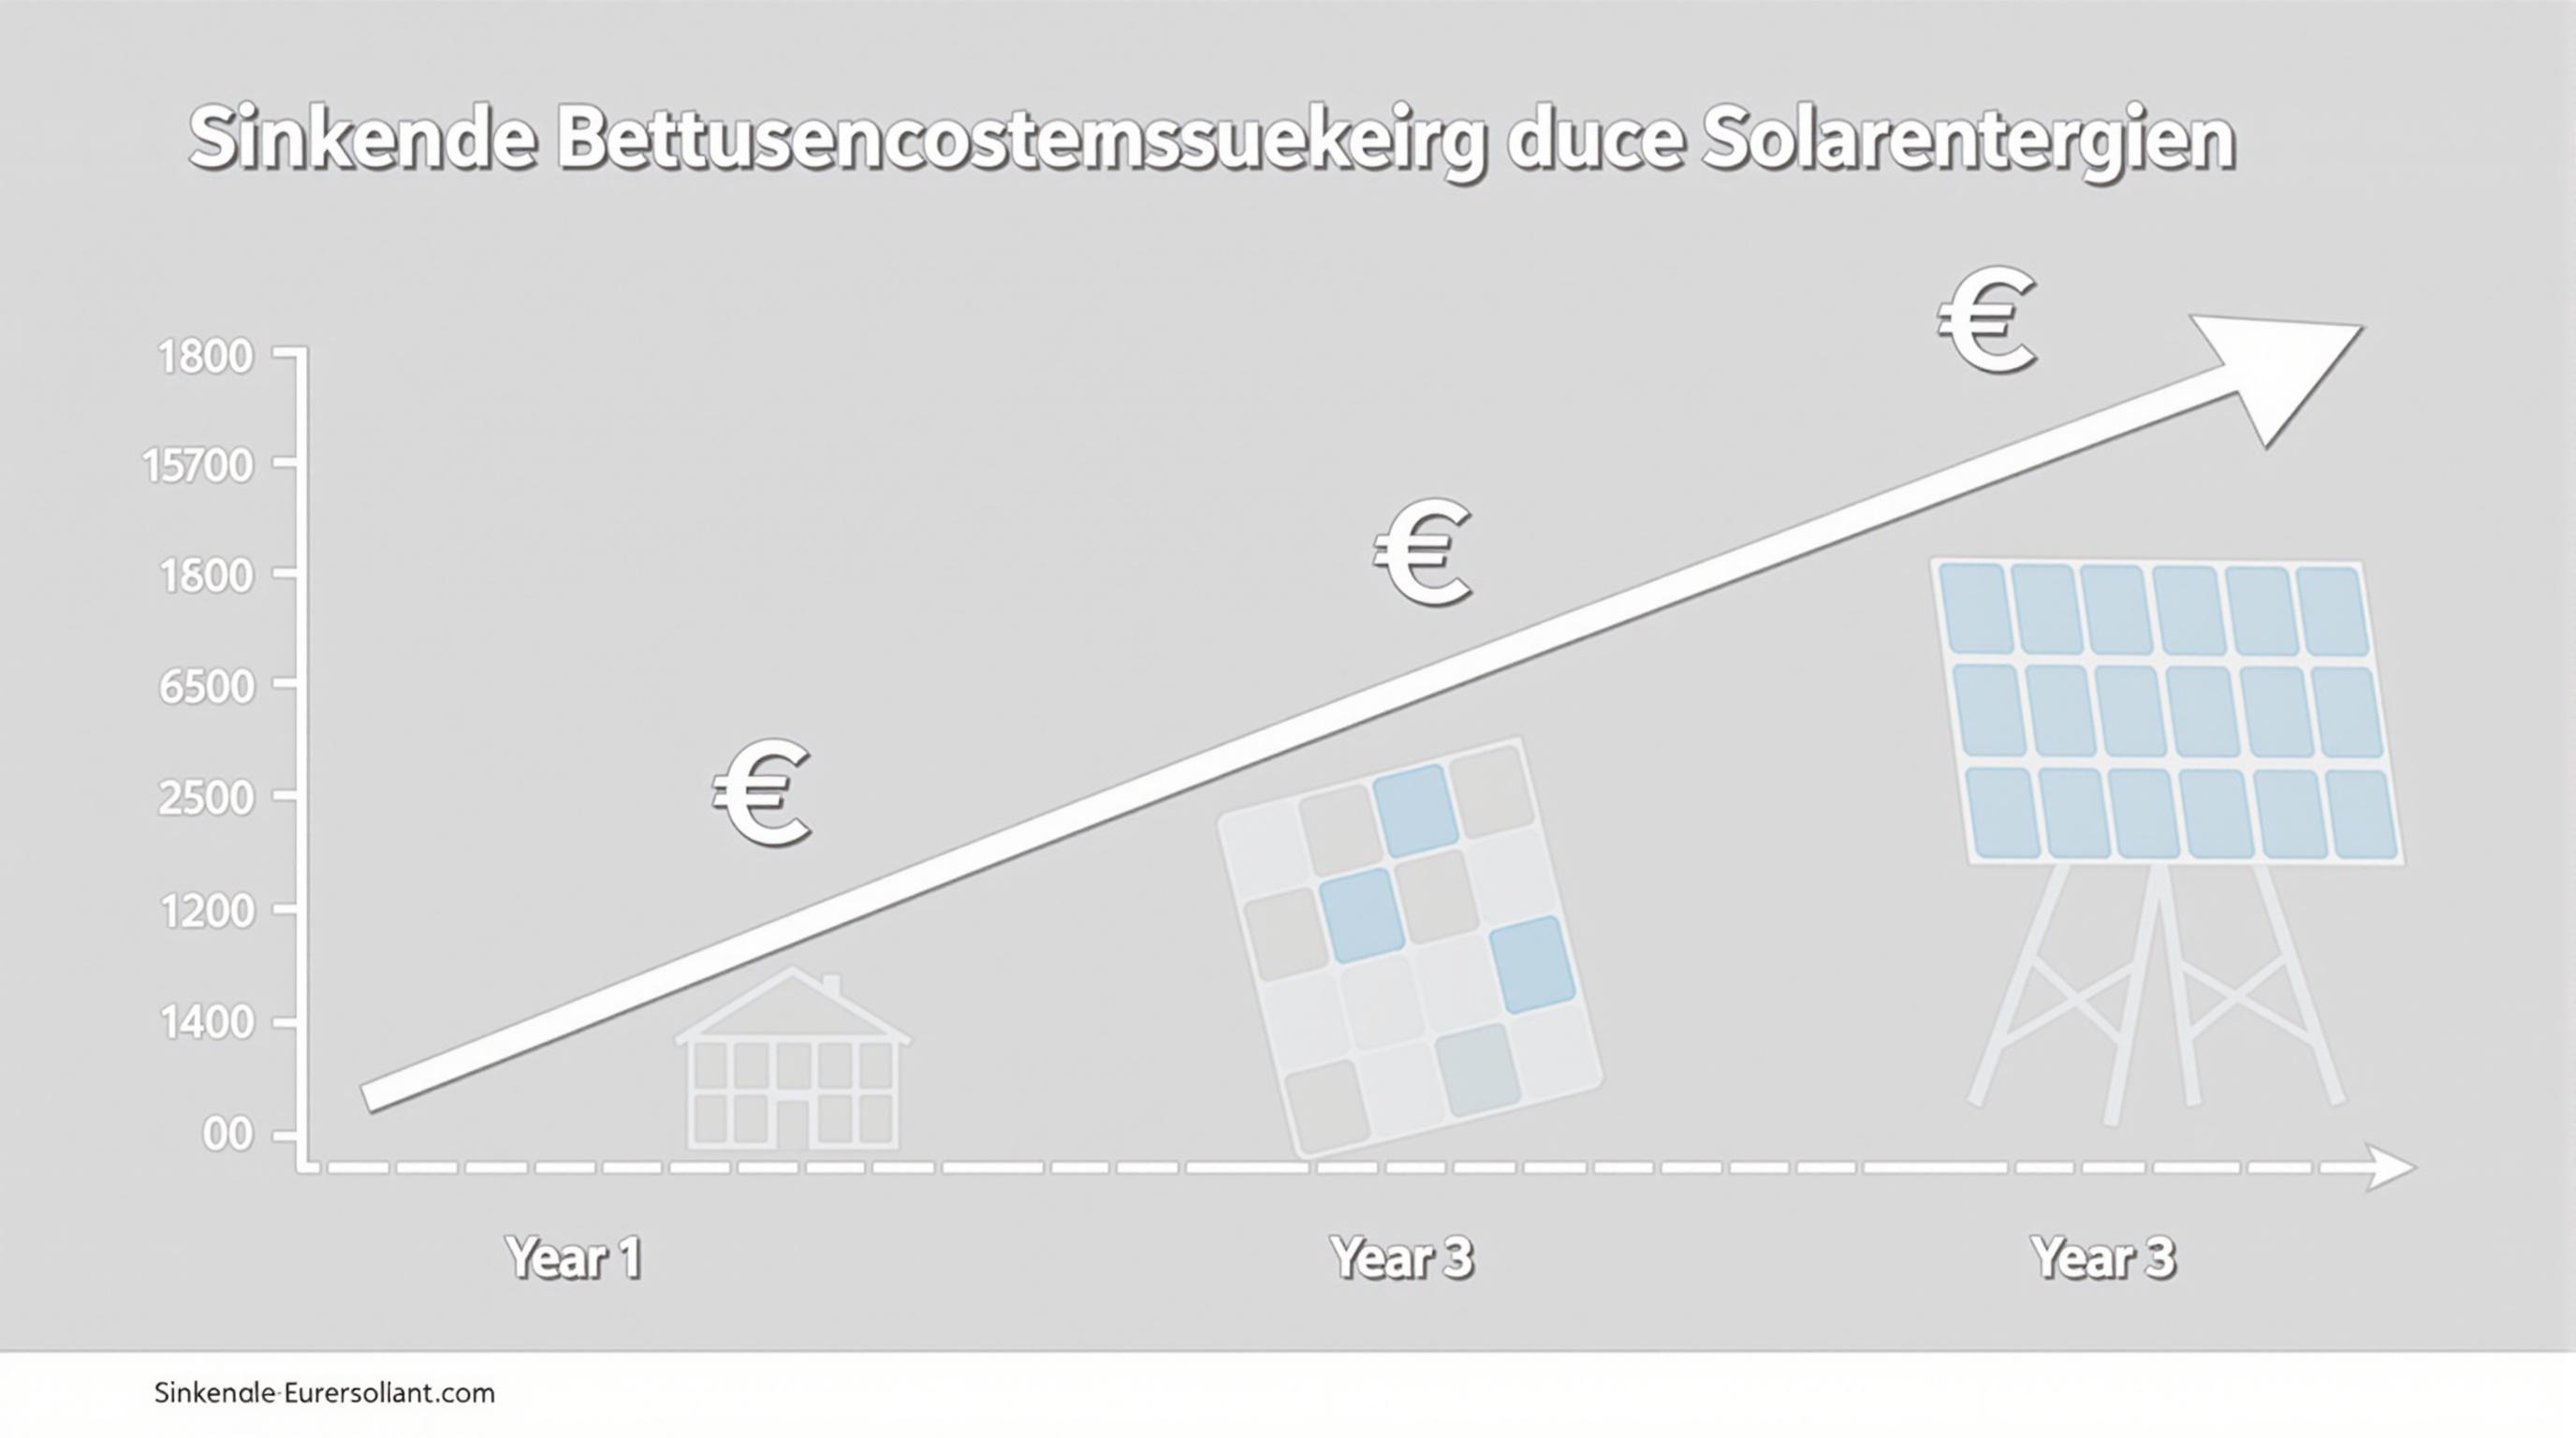 Sinkende Bettusencostemssuekeirg duce Solarentergien
€
€
€
1800
15700
1800
6500
2500
1200
1400
00
Year 1
Year 3
Year 3
Sinkenale-Eurersollant.com